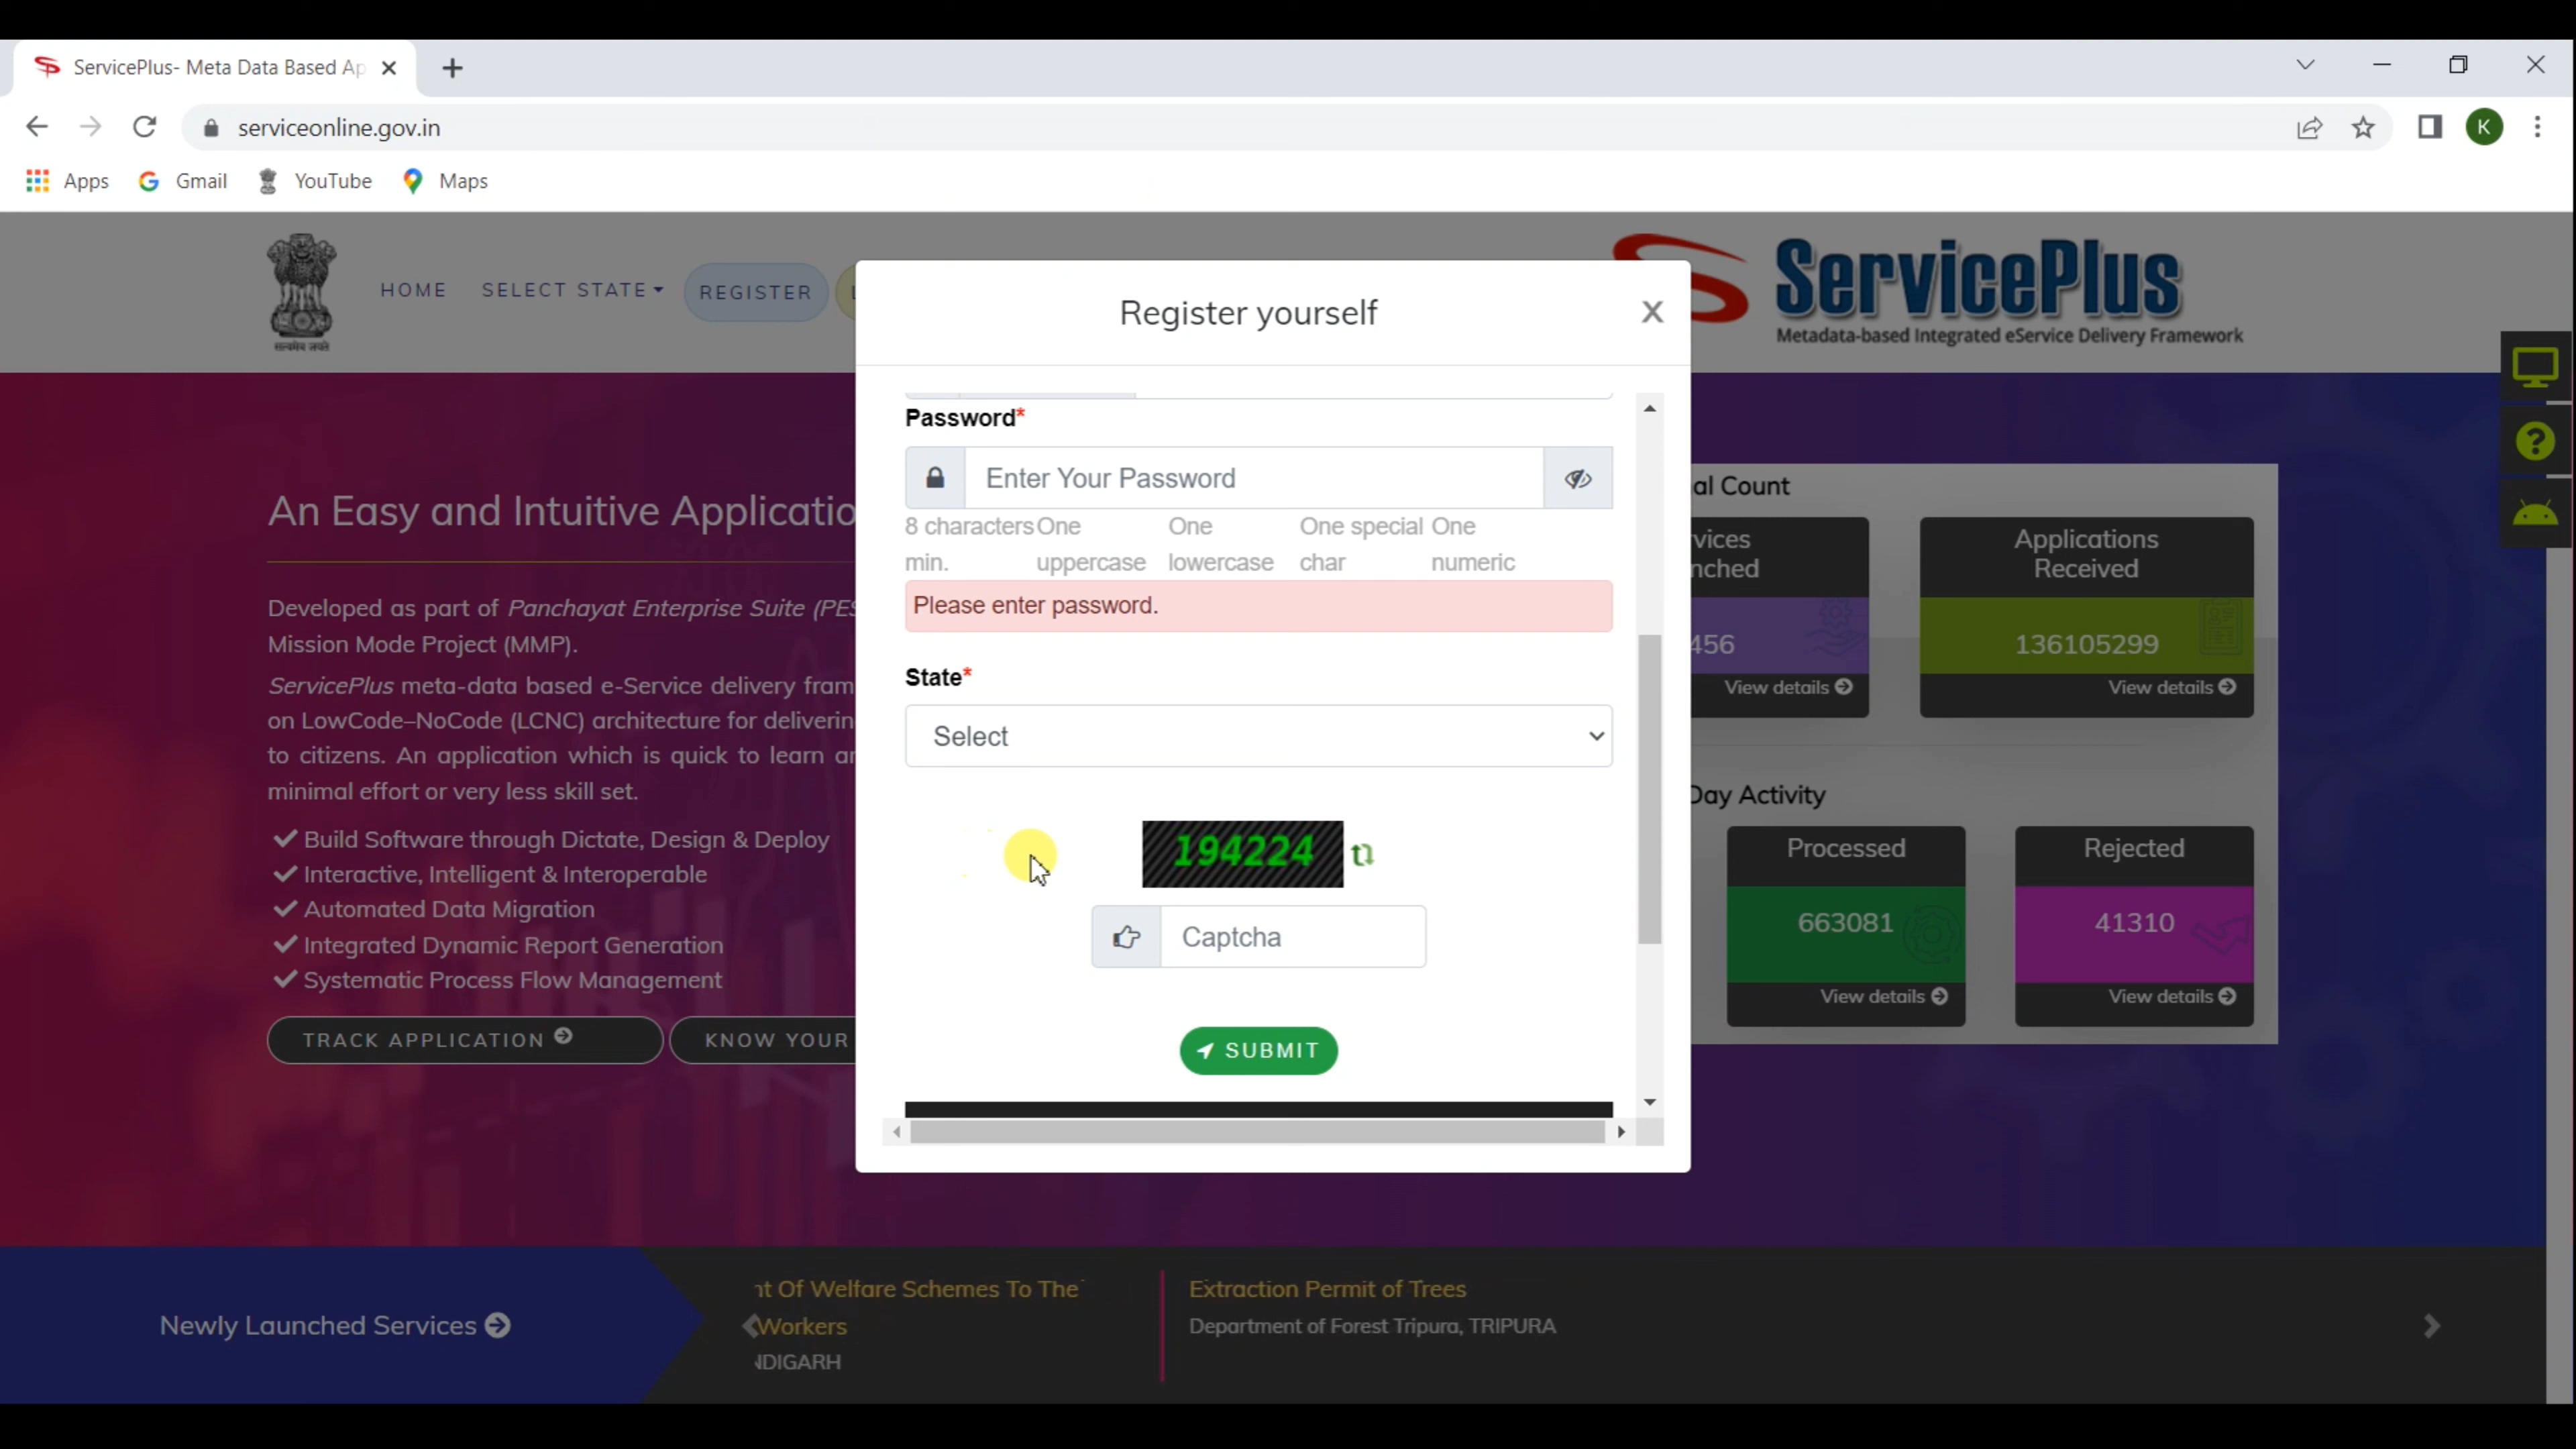 ServicePlus- Meta Data Based Ap
serviceonline.gov.in
K
Apps
Gmail
YouTube
Maps
सत्यमेव जयते
HOME
SELECT STATE
REGISTER
ServicePlus
Metadata-based Integrated eService Delivery Framework
Register yourself
X
Password*
Enter Your Password
8 characters min.
One uppercase
One lowercase
One special char
One numeric
Please enter password.
State*
Select
194224
Captcha
SUBMIT
An Easy and Intuitive Applicatio
Developed as part of Panchayat Enterprise Suite (PES
Mission Mode Project (MMP).
ServicePlus meta-data based e-Service delivery fram
on LowCode–NoCode (LCNC) architecture for deliverin
to citizens. An application which is quick to learn an
minimal effort or very less skill set.
Build Software through Dictate, Design & Deploy
Interactive, Intelligent & Interoperable
Automated Data Migration
Integrated Dynamic Report Generation
Systematic Process Flow Management
TRACK APPLICATION
KNOW YOUR
al Count
vices
nched
456
View details
Applications
Received
136105299
View details
Day Activity
Processed
663081
View details
Rejected
41310
View details
Newly Launched Services
nt Of Welfare Schemes To The
Workers
NDIGARH
Extraction Permit of Trees
Department of Forest Tripura, TRIPURA